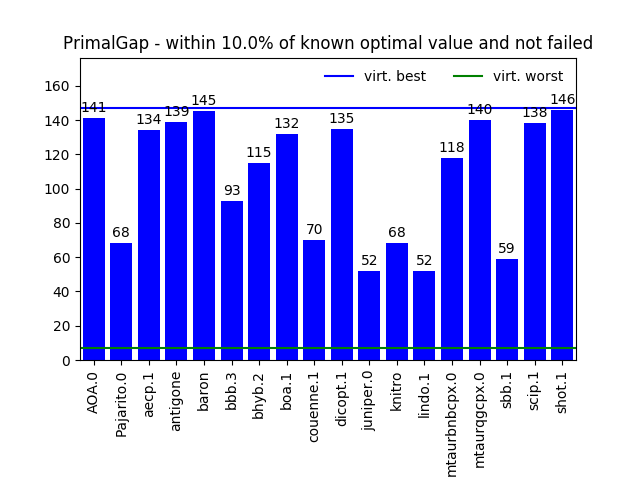 PrimalGap - within 10.0% of known optimal value and not failed
virt. best
virt. worst
160
140
120
100
80
60
40
20
0
141
68
134
139
145
93
115
132
70
135
52
68
52
118
140
59
138
146
AOA.0
Pajarito.0
aecp.1
antigone
baron
bbb.3
bhyb.2
boa.1
couenne.1
dicopt.1
juniper.0
knitro
lindo.1
mtaurbnbcpx.0
mtaurqgcpx.0
sbb.1
scip.1
shot.1